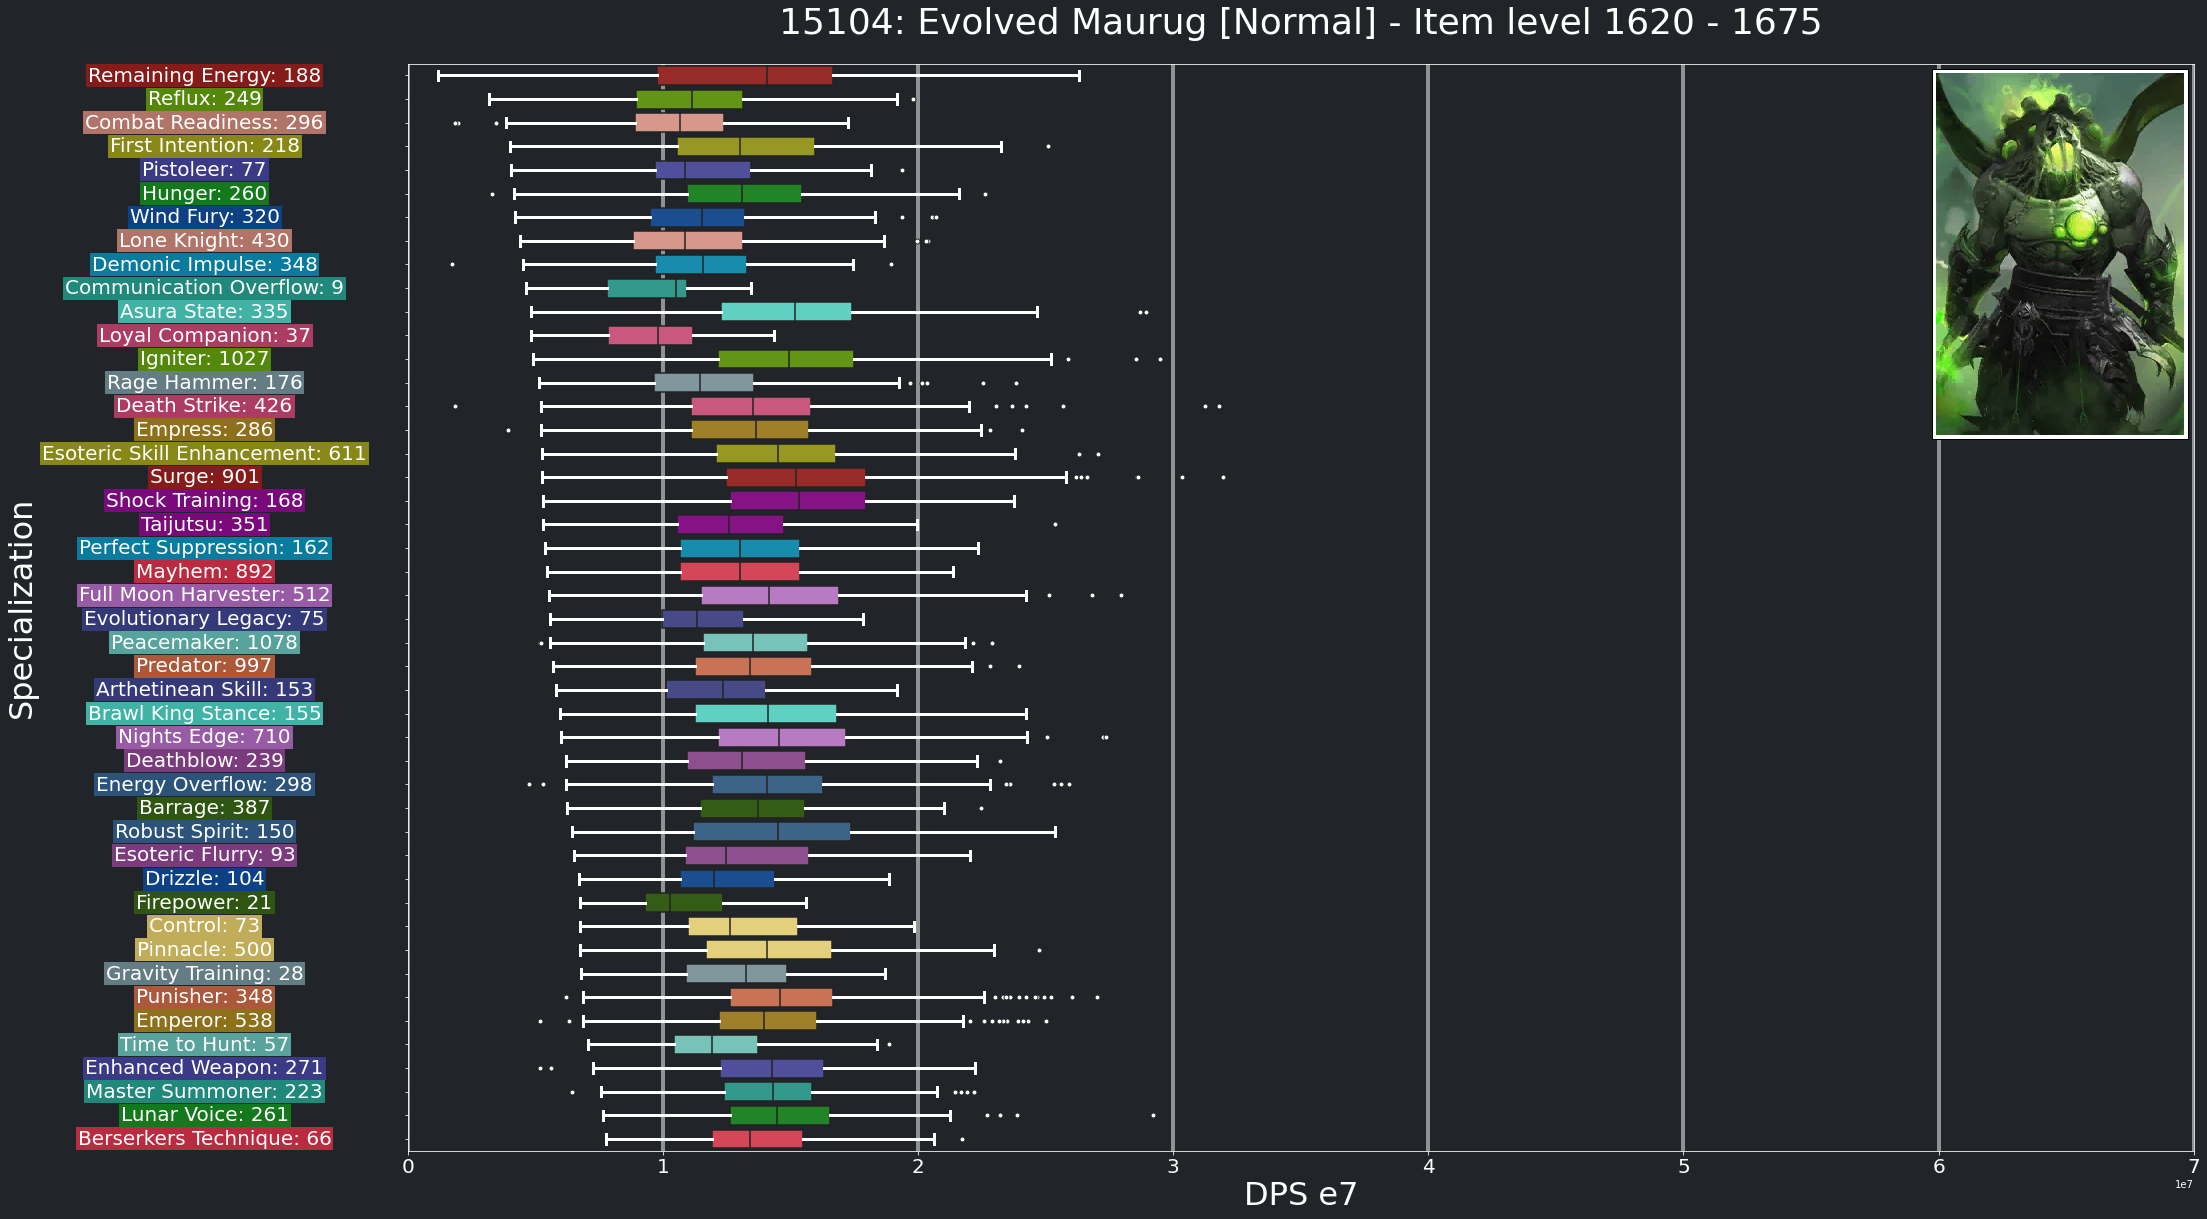 15104: Evolved Maurug [Normal] - Item level 1620 - 1675
Specialization
Remaining Energy: 188
Reflux: 249
Combat Readiness: 296
First Intention: 218
Pistoleer: 77
Hunger: 260
Wind Fury: 320
Lone Knight: 430
Demonic Impulse: 348
Communication Overflow: 9
Asura State: 335
Loyal Companion: 37
Igniter: 1027
Rage Hammer: 176
Death Strike: 426
Empress: 286
Esoteric Skill Enhancement: 611
Surge: 901
Shock Training: 168
Taijutsu: 351
Perfect Suppression: 162
Mayhem: 892
Full Moon Harvester: 512
Evolutionary Legacy: 75
Peacemaker: 1078
Predator: 997
Arthetinean Skill: 153
Brawl King Stance: 155
Nights Edge: 710
Deathblow: 239
Energy Overflow: 298
Barrage: 387
Robust Spirit: 150
Esoteric Flurry: 93
Drizzle: 104
Firepower: 21
Control: 73
Pinnacle: 500
Gravity Training: 28
Punisher: 348
Emperor: 538
Time to Hunt: 57
Enhanced Weapon: 271
Master Summoner: 223
Lunar Voice: 261
Berserkers Technique: 66
0 1 2 3 4 5 6 7
1e7
DPS e7